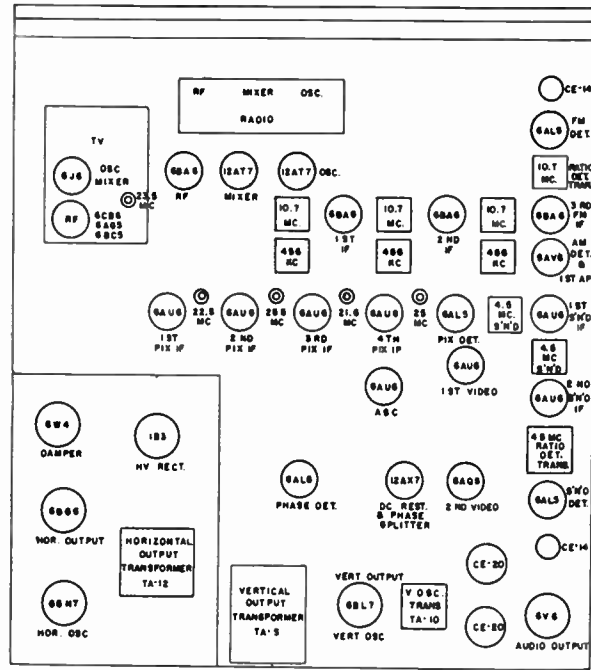 RF MIXER OSC.
RADIO
CE-14
6AL5
FM
DET.
TV
6J6
OSC
MIXER
23.5
MC
RF
6CB6
6AG5
6BC5
6BA6
RF
12AT7
MIXER
12AT7
OSC.
10.7
MC.
RATIO
DET.
TRANS
10.7
MC.
6BA6
1ST
IF
10.7
MC.
6BA6
2ND
IF
10.7
MC.
6BA6
3RD
FM
IF
456
KC
456
KC
456
KC
6AV6
AM
DET.
&
1ST AF
6AU6
1ST
PIX IF
22.5
MC
6AU6
2ND
PIX IF
25.5
MC
6AU6
3RD
PIX IF
21.6
MC
6AU6
4TH
PIX IF
25
MC
6AL5
PIX DET.
4.5
MC.
S'N'D
6AU6
1ST
S'N'D
IF
6AU6
1ST VIDEO
4.5
MC
S'N'D
6AU6
AGC
6AU6
2 ND
S'N'D
IF
6W4
DAMPER
1B3
HV RECT.
4.5 MC
RATIO
DET.
TRANS.
6AL5
PHASE DET.
12AX7
DC REST.
& PHASE
SPLITTER
6AQ5
2 ND VIDEO
6AL5
S'N'D
DET.
6BG6
HOR. OUTPUT
HORIZONTAL
OUTPUT
TRANSFORMER
TA-12
CE-14
CE-20
6SN7
HOR. OSC
VERTICAL
OUTPUT
TRANSFORMER
TA-5
VERT OUTPUT
6BL7
VERT OSC
V OSC.
TRANS
TA-10
CE-20
6V6
AUDIO OUTPUT